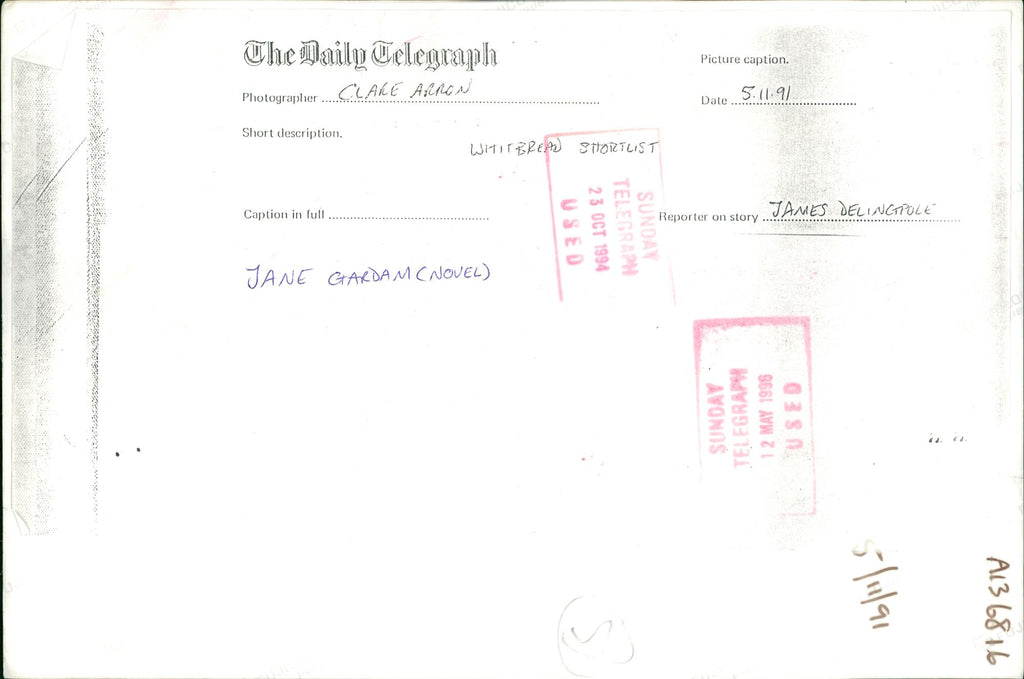 The Daily Telegraph
Picture caption.
Photographer CLARE ARRON
Date 5.11.91
Short description.
WHITBREAD SHORTLIST
Caption in full
Reporter on story JAMES DELINGPOLE
JANE GARDAM (NOVEL)
SUNDAY
TELEGRAPH
23 OCT 1994
USED
SUNDAY
TELEGRAPH
12 MAY 1996
USED
5/11/91
A136816